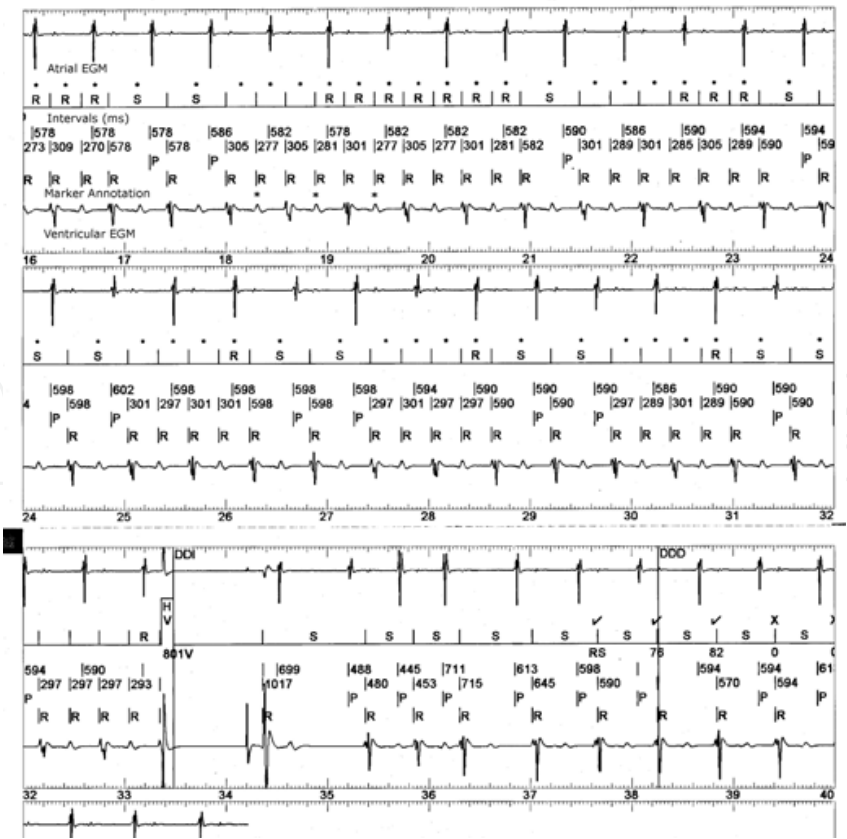 Atrial EGM
* * * * * * * * * * * * * * * * * * * * *
R R R S S R R R R R R R S R R R S
Intervals (ms)
|578 |578 |578 |586 |582 |578 |582 |582 |582 |590 |586 |590 |594 |594
273 |309 |270 |578 |578 |305 |277 |305 |281 |301 |277 |305 |277 |301 |281 |582 |301 |289 |301 |285 |305 |289 |590 |59
|P |P |P |P
R |R |R |R |R |R |R |R |R |R |R |R |R |R |R |R |R |R |R |R |R |R |R |R
Marker Annotation * * *
Ventricular EGM
16 17 18 19 20 21 22 23 24
* * * * * * * * * * * * * * * * * * *
S S R S S R S S R S S
|598 |602 |598 |598 |598 |598 |594 |590 |590 |590 |586 |590 |590
4 |598 |301 |297 |301 |301 |598 |598 |297 |301 |297 |297 |590 |590 |297 |289 |301 |289 |590 |590
|P |P |P |P |P |P |P
|R |R |R |R |R |R |R |R |R |R |R |R |R |R |R |R |R |R
24 25 26 27 28 29 30 31 32
DDI DDD
H
V
R S S S S S S S S S
801V RS 76 82 0
594 |590 |699 |488 |445 |711 |613 |598 |594 |594 |61
|297 |297 |297 |293 |1017 |480 |453 |715 |645 |590 |570 |594
P |P |P |P |P |P |P |P |P
|R |R |R |R |R |R |R |R |R |R |R |R |R
32 33 34 35 36 37 38 39 40